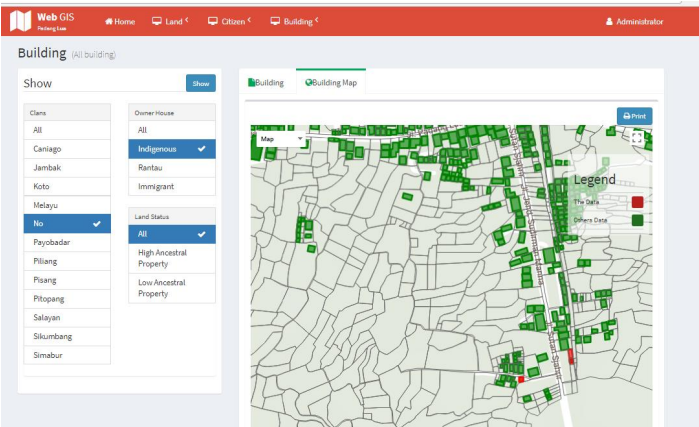 Web GIS
Padang Lua
Home
Land
Citizen
Building
Administrator
Building (All building)
Show
Show
Clans
All
Caniago
Jambak
Koto
Melayu
No
Payobadar
Piliang
Pisang
Pitopang
Salayan
Sikumbang
Simabur
Owner House
All
Indigenous
Rantau
Immigrant
Land Status
All
High Ancestral
Property
Low Ancestral
Property
Building
Building Map
Print
Map
Legend
The Data
Others Data